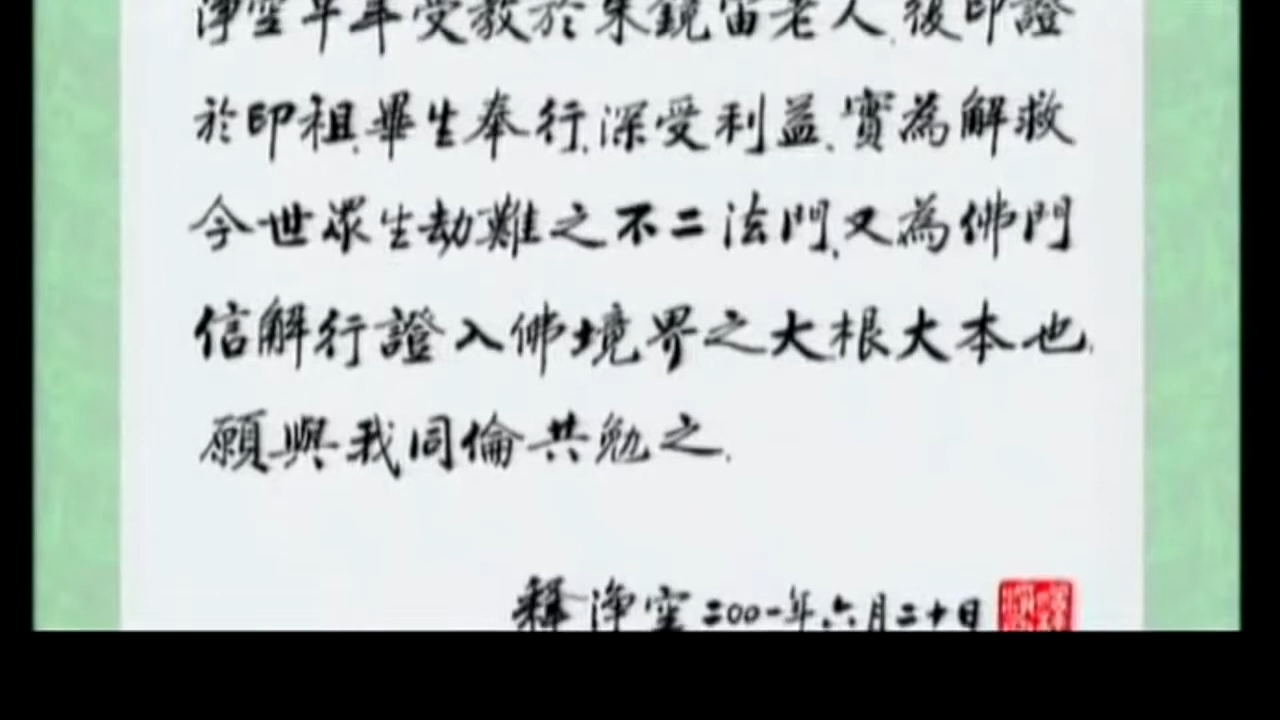 淨空早年受教於朱鏡宙老人.後印證
於印祖.畢生奉行.深受利益.實為解救
今世眾生劫難之不二法門.又為佛門
信解行證入佛境界之大根大本也.
願與我同倫共勉之.
釋淨空二00一年六月二十日